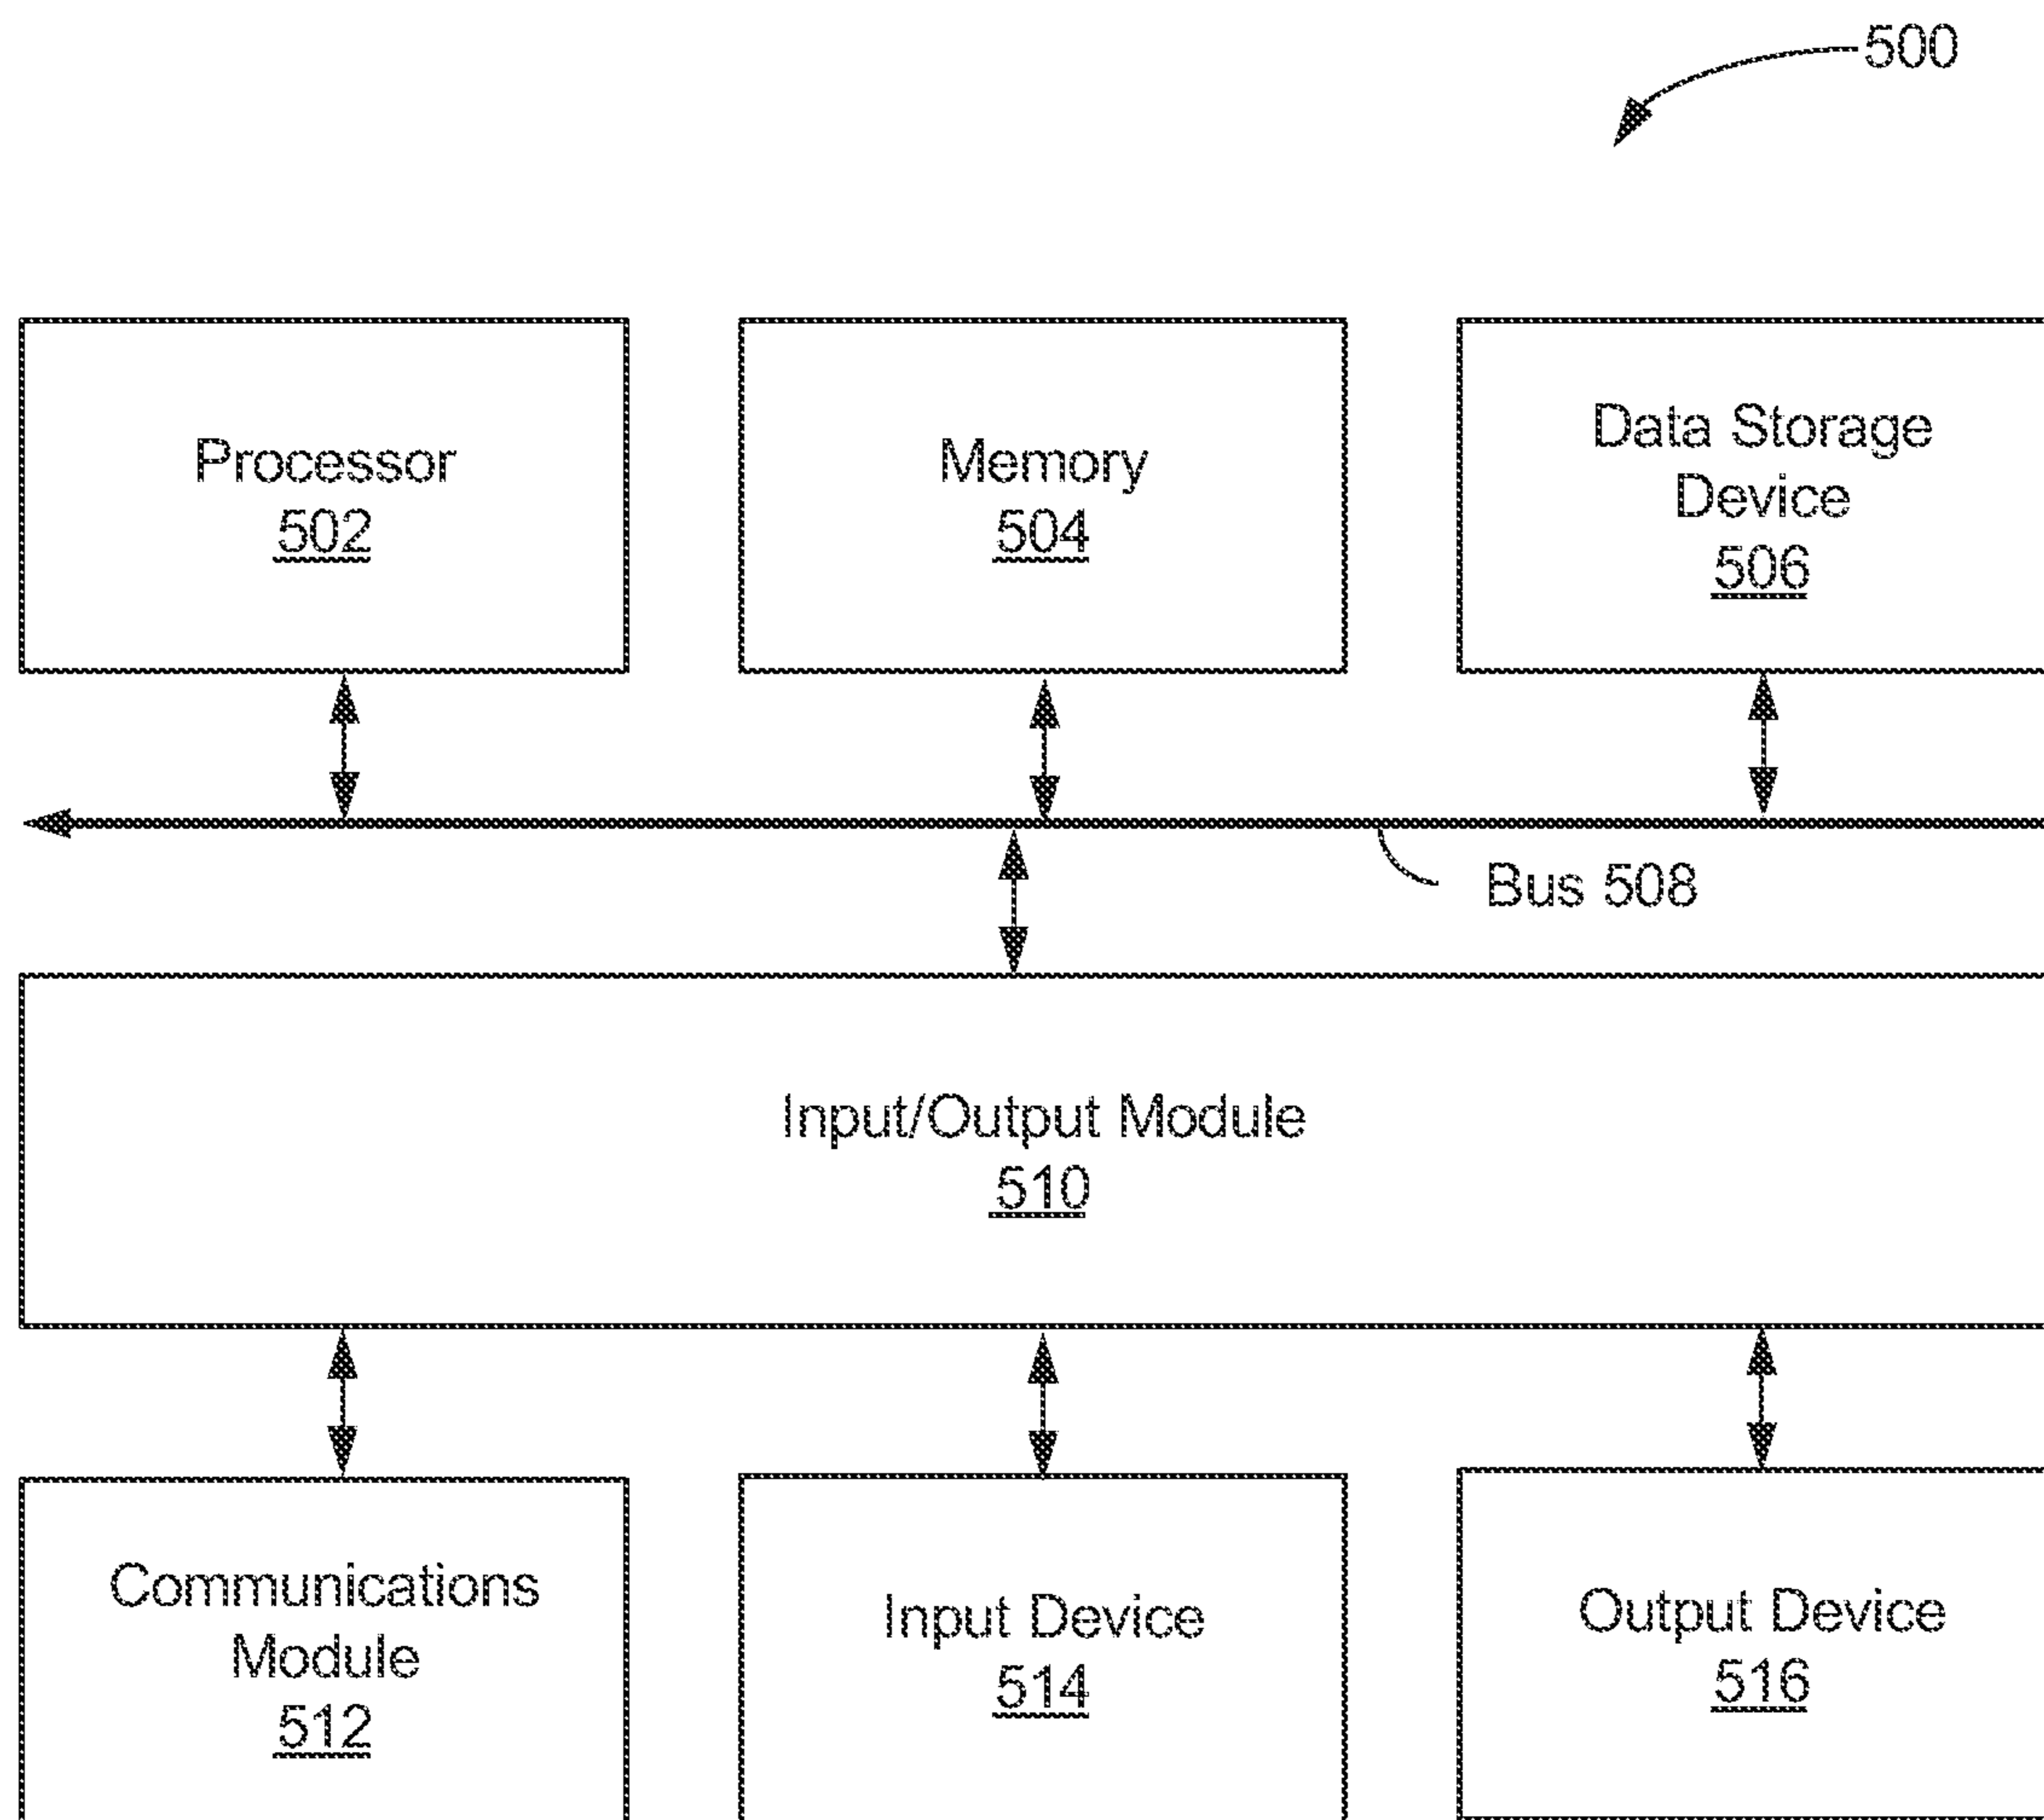 500
Processor
502
Memory
504
Data Storage
Device
506
Bus 508
Input/Output Module
510
Communications
Module
512
Input Device
514
Output Device
516